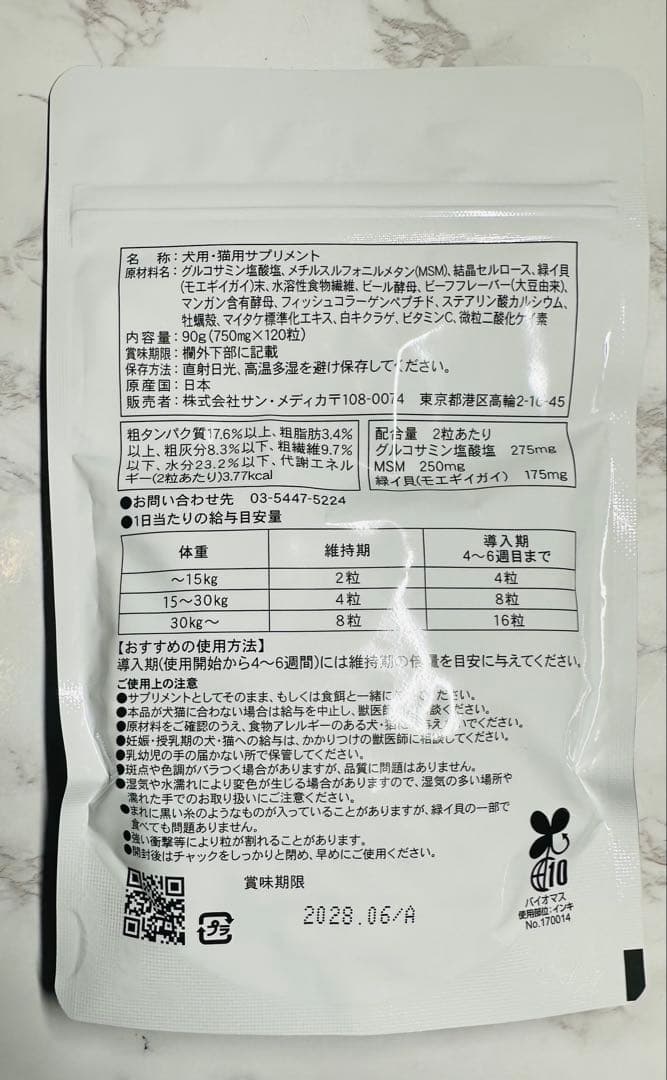 名　称：犬用・猫用サプリメント
原材料名：グルコサミン塩酸塩、メチルスルフォニルメタン(MSM)、結晶セルロース、緑イ貝
(モエギイガイ)末、水溶性食物繊維、ビール酵母、ビーフフレーバー(大豆由来)、
マンガン含有酵母、フィッシュコラーゲンペプチド、ステアリン酸カルシウム、
牡蠣殻、マイタケ標準化エキス、白キクラゲ、ビタミンC、微粒二酸化ケイ素
内容量：90g(750mg×120粒)
賞味期限：欄外下部に記載
保存方法：直射日光、高温多湿を避け保存してください。
原産国：日本
販売者：株式会社サン・メディカ〒108-0074　東京都港区高輪2-16-45
粗タンパク質17.6%以上、粗脂肪3.4%
以上、粗灰分8.3%以下、粗繊維9.7%
以下、水分23.2%以下、代謝エネル
ギー(2粒あたり)3.77kcal
配合量　2粒あたり
グルコサミン塩酸塩　275mg
MSM　250mg
緑イ貝(モエギイガイ)　175mg
●お問い合わせ先　03-5447-5224
●1日当たりの給与目安量
体重　維持期　導入期
4〜6週目まで
〜15kg　2粒　4粒
15〜30kg　4粒　8粒
30kg〜　8粒　16粒
【おすすめの使用方法】
導入期(使用開始から4〜6週間)には維持期の倍量を目安に与えてください。
ご使用上の注意
●サプリメントとしてそのまま、もしくは食餌と一緒に ください。
●本品が犬猫に合わない場合は給与を中止し、獣医師 相談ください。
●原材料をご確認のうえ、食物アレルギーのある犬・猫に 与え いでください。
●妊娠・授乳期の犬・猫への給与は、かかりつけの獣医師に相談してください。
●乳幼児の手の届かない所で保管してください。
●斑点や色調がバラつく場合がありますが、品質に問題はありません。
●湿気や水濡れにより変色が生じる場合がありますので、湿気の多い場所や
濡れた手でのお取り扱いにご注意ください。
●まれに黒い糸のようなものが入っていることがありますが、緑イ貝の一部で
食べても問題ありません。
●強い衝撃等により粒が割れることがあります。
●開封後はチャックをしっかりと閉め、早めにご使用ください。
賞味期限
2028.06/A
プラ
10
バイオマス
使用部位：インキ
No.170014